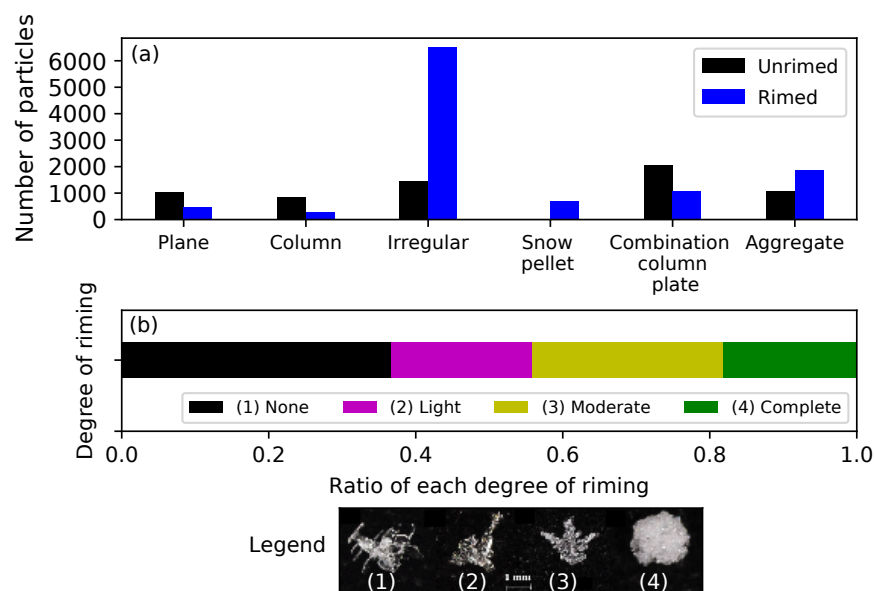 (a)
Number of particles
6000
5000
4000
3000
2000
1000
0
Unrimed
Rimed
Plane
Column
Irregular
Snow
pellet
Combination
column
plate
Aggregate
(b)
Degree of riming
(1) None
(2) Light
(3) Moderate
(4) Complete
0.0
0.2
0.4
0.6
0.8
1.0
Ratio of each degree of riming
Legend
(1)
(2)
1 mm
(3)
(4)